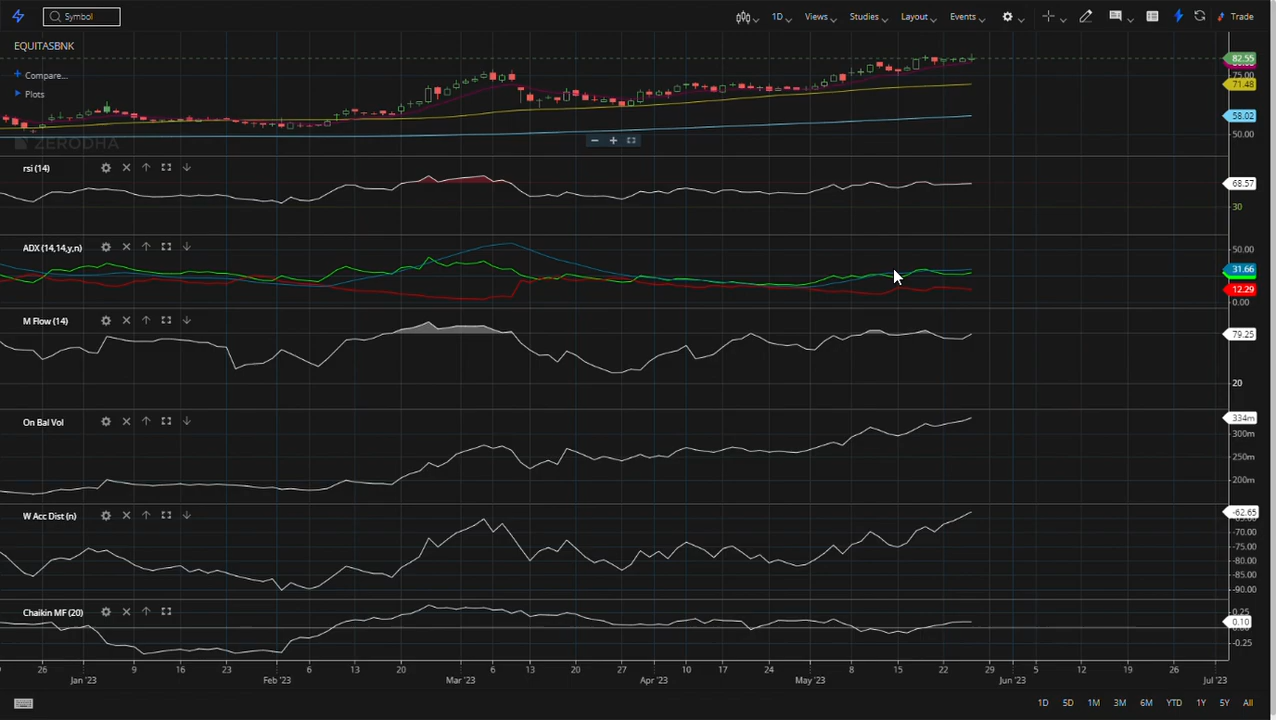 Symbol 1D Views Studies Layout Events Trade
EQUITASBNK
82.55
Compare...
75.00
71.48
Plots
58.02
50.00
ZERODHA
rsi (14)
68.57
30
ADX (14,14,y,n)
50.00
31.66
12.29
0.00
M Flow (14)
79.25
20
On Bal Vol
334m
300m
250m
200m
W Acc Dist (n)
-62.65
-70.00
-75.00
-80.00
-85.00
-90.00
Chaikin MF (20)
0.25
0.10
-0.25
26 9 16 23 6 13 20 6 13 20 27 10 17 24 8 15 22 29 5 12 19 26
Jan '23 Feb '23 Mar '23 Apr '23 May '23 Jun '23 Jul '23
1D 5D 1M 3M 6M YTD 1Y 5Y All